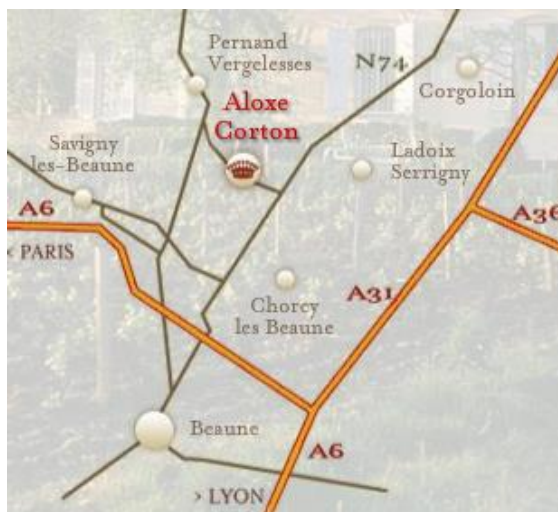 Pernand
Vergelesses
N74
Corgoloin
Aloxe
Corton
Savigny
les-Beaune
Ladoix
Serrigny
A6
A36
‹ PARIS
A31
Chorcy
les Beaune
Beaune
A6
› LYON